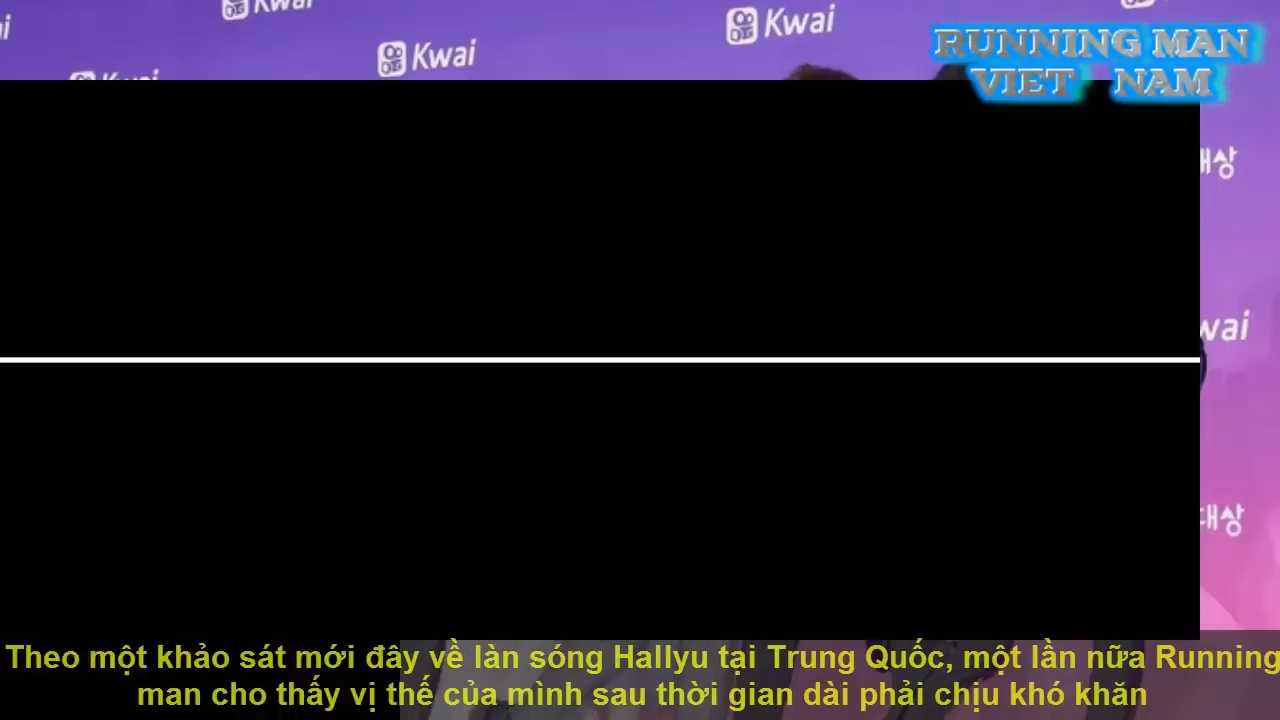 Kwai
Kwai
Kwai
Kwai
RUNNING MAN
VIET NAM
상
wai
대상
Theo một khảo sát mới đây về làn sóng Hallyu tại Trung Quốc, một lần nữa Running
man cho thấy vị thế của mình sau thời gian dài phải chịu khó khăn